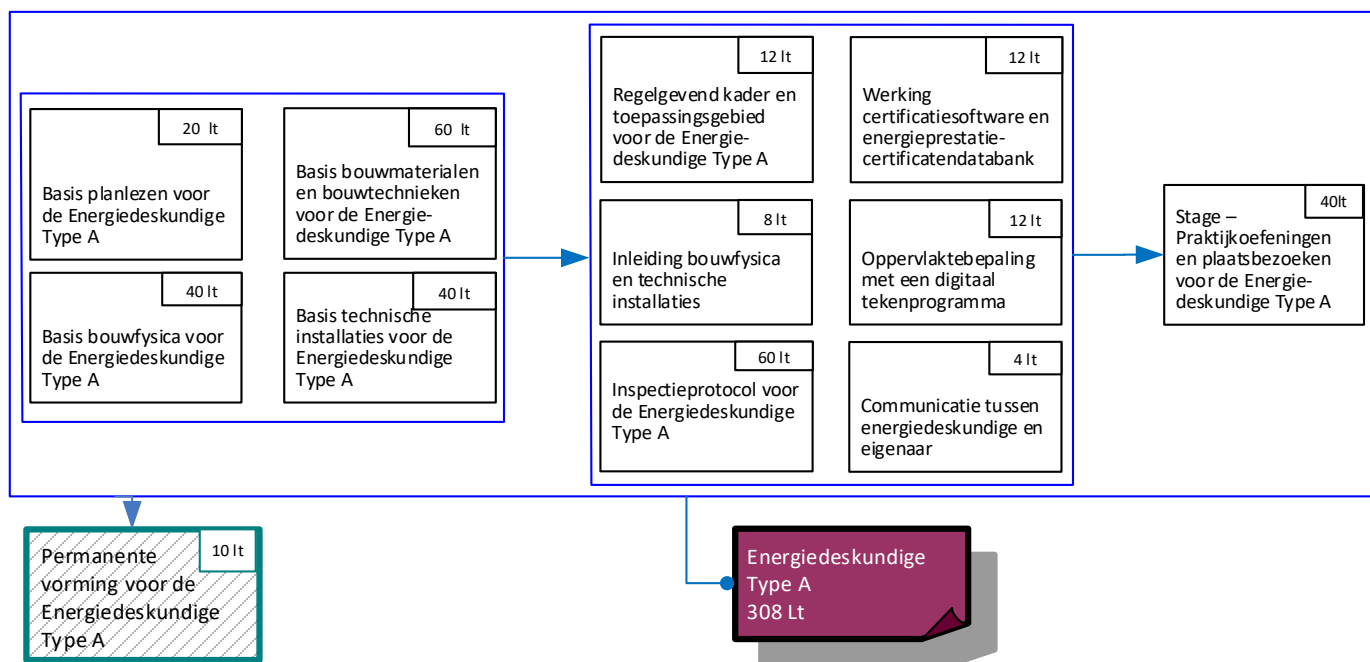 20 lt
Basis planlezen voor
de Energiedeskundige
Type A
60 lt
Basis bouwmaterialen
en bouwtechnieken
voor de Energie-
deskundige Type A
40 lt
Basis bouwfysica voor
de Energiedeskundige
Type A
40 lt
Basis technische
installaties voor de
Energiedeskundige
Type A
12 lt
Regelgevend kader en
toepassingsgebied
voor de Energie-
deskundige Type A
12 lt
Werking
certificatiesoftware en
energieprestatie-
certificatendatabank
8 lt
Inleiding bouwfysica
en technische
installaties
12 lt
Oppervlaktebepaling
met een digitaal
tekenprogramma
60 lt
Inspectieprotocol voor
de Energiedeskundige
Type A
4 lt
Communicatie tussen
energiedeskundige en
eigenaar
40lt
Stage –
Praktijkoefeningen
en plaatsbezoeken
voor de Energie-
deskundige Type A
10 lt
Permanente
vorming voor de
Energiedeskundige
Type A
Energiedeskundige
Type A
308 Lt